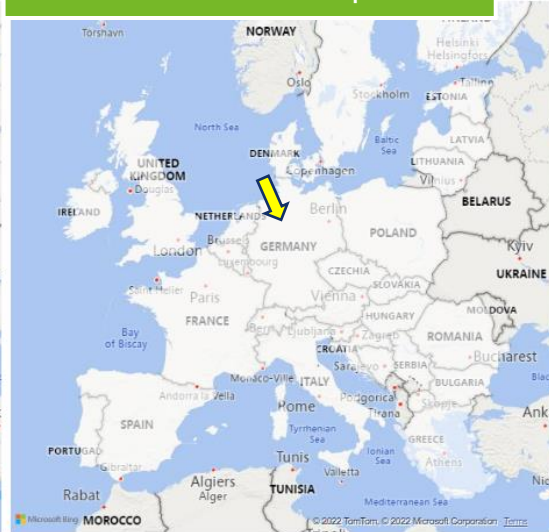 Torshavn
NORWAY
Helsinki
Helsingfors
Oslo
Stockholm
Tallinn
ESTONIA
North Sea
Baltic
Sea
LATVIA
DENMARK
LITHUANIA
Copenhagen
Vilnius
UNITED
KINGDOM
Douglas
BELARUS
IRELAND
NETHERLANDS
Berlin
POLAND
London
Brussels
GERMANY
Kyiv
Luxembourg
CZECHIA
UKRAINE
Saint Helier
Paris
Vienna
SLOVAKIA
FRANCE
HUNGARY
MOLDOVA
Bay
of Biscay
Bern
Ljubljana
Zagreb
ROMANIA
CROATIA
Bucharest
Sarajevo
SERBIA
Monaco-Ville
ITALY
BULGARIA
Andorra la Vella
Podgorica
Skopje
Rome
Tirana
SPAIN
Tyrrhenian
Sea
GREECE
PORTUGAL
Ionian
Sea
Athens
Gibraltar
Tunis
Valletta
Algiers
Alger
Rabat
TUNISIA
Mediterranean Sea
Microsoft Bing
MOROCCO
© 2022 TomTom, © 2022 Microsoft Corporation Terms